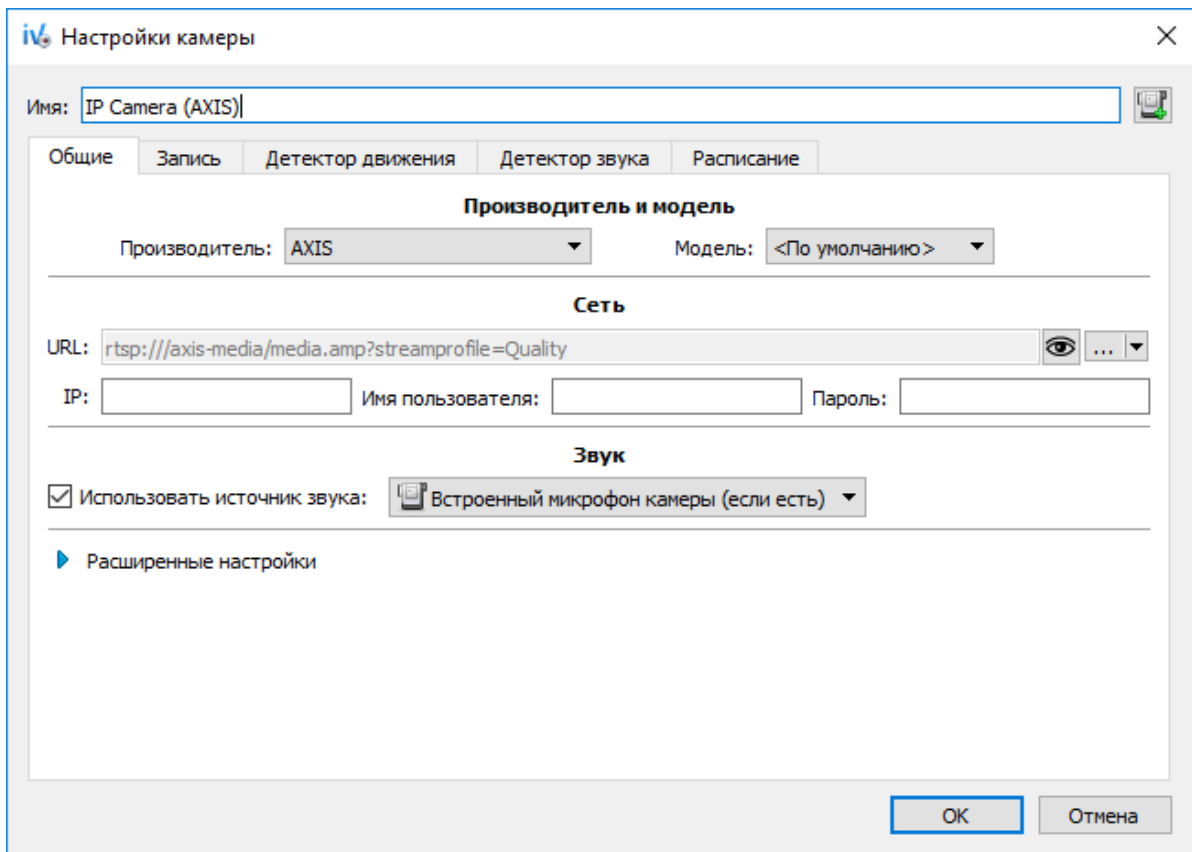 Настройки камеры
Имя: IP Camera (AXIS)
Общие Запись Детектор движения Детектор звука Расписание
Производитель и модель
Производитель: AXIS Модель: <По умолчанию>
Сеть
URL: rtsp:///axis-media/media.amp?streamprofile=Quality ...
IP: Имя пользователя: Пароль:
Звук
Использовать источник звука: Встроенный микрофон камеры (если есть)
Расширенные настройки
OK Отмена